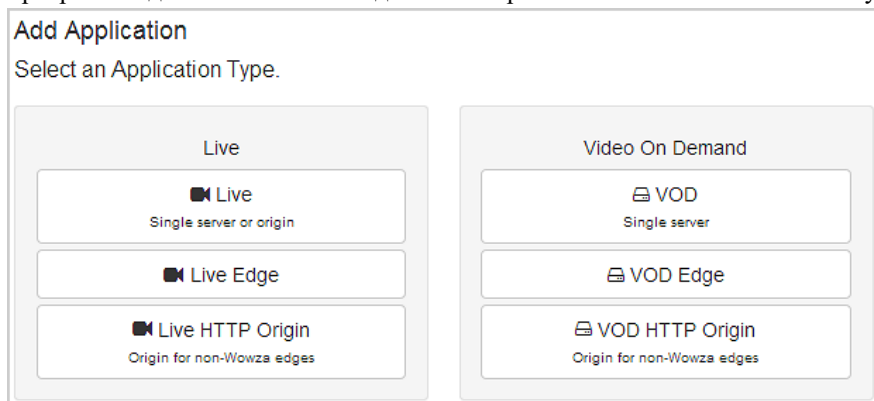 Add Application
Select an Application Type.
Live
Live
Single server or origin
Live Edge
Live HTTP Origin
Origin for non-Wowza edges
Video On Demand
VOD
Single server
VOD Edge
VOD HTTP Origin
Origin for non-Wowza edges